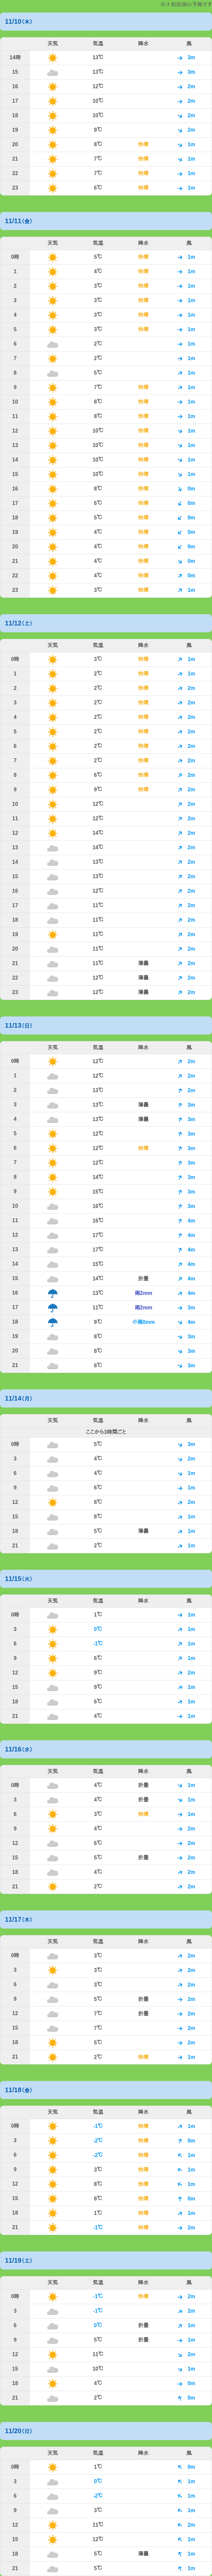 11/10(木)
天気 気温 降水 風
14時 13℃ 3m
15 13℃ 3m
16 12℃ 2m
17 10℃ 2m
18 10℃ 2m
19 9℃ 2m
20 8℃ 快晴 1m
21 7℃ 快晴 1m
22 7℃ 快晴 1m
23 6℃ 快晴 1m
11/11(金)
天気 気温 降水 風
0時 5℃ 快晴 1m
1 4℃ 快晴 1m
2 3℃ 快晴 1m
3 3℃ 快晴 1m
4 3℃ 快晴 1m
5 3℃ 快晴 1m
6 2℃ 1m
7 2℃ 1m
8 5℃ 1m
9 7℃ 快晴 1m
10 8℃ 快晴 1m
11 8℃ 快晴 1m
12 10℃ 快晴 1m
13 10℃ 快晴 1m
14 10℃ 快晴 1m
15 10℃ 快晴 1m
16 8℃ 快晴 0m
17 6℃ 快晴 0m
18 5℃ 快晴 0m
19 4℃ 快晴 0m
20 4℃ 快晴 0m
21 4℃ 快晴 0m
22 4℃ 快晴 0m
23 3℃ 快晴 1m
11/12(土)
天気 気温 降水 風
0時 3℃ 快晴 1m
1 2℃ 快晴 1m
2 2℃ 快晴 2m
3 2℃ 快晴 2m
4 2℃ 快晴 2m
5 2℃ 快晴 2m
6 2℃ 快晴 2m
7 2℃ 快晴 2m
8 6℃ 快晴 2m
9 9℃ 快晴 2m
10 12℃ 2m
11 12℃ 2m
12 14℃ 2m
13 14℃ 2m
14 13℃ 2m
15 13℃ 2m
16 12℃ 2m
17 11℃ 2m
18 11℃ 2m
19 11℃ 2m
20 11℃ 2m
21 11℃ 薄曇 2m
22 12℃ 薄曇 2m
23 12℃ 薄曇 2m
11/13(日)
天気 気温 降水 風
0時 12℃ 2m
1 12℃ 2m
2 13℃ 2m
3 13℃ 薄曇 3m
4 13℃ 薄曇 3m
5 12℃ 3m
6 12℃ 快晴 3m
7 12℃ 3m
8 14℃ 3m
9 15℃ 3m
10 16℃ 3m
11 16℃ 4m
12 17℃ 4m
13 17℃ 4m
14 15℃ 4m
15 14℃ 折曇 4m
16 13℃ 雨2mm 4m
17 11℃ 雨2mm 3m
18 9℃ 小雨0mm 4m
19 8℃ 3m
20 8℃ 3m
21 8℃ 3m
11/14(月)
天気 気温 降水 風
ここから3時間ごと
0時 5℃ 3m
3 4℃ 2m
6 4℃ 1m
9 6℃ 1m
12 8℃ 2m
15 8℃ 1m
18 5℃ 薄曇 1m
21 2℃ 1m
11/15(火)
天気 気温 降水 風
0時 1℃ 1m
3 0℃ 1m
6 -1℃ 1m
9 6℃ 1m
12 9℃ 2m
15 9℃ 1m
18 6℃ 1m
21 4℃ 1m
11/16(水)
天気 気温 降水 風
0時 4℃ 折曇 1m
3 4℃ 折曇 1m
6 3℃ 快晴 1m
9 4℃ 2m
12 6℃ 2m
15 5℃ 折曇 2m
18 4℃ 2m
21 2℃ 2m
11/17(木)
天気 気温 降水 風
0時 3℃ 2m
3 3℃ 2m
6 3℃ 2m
9 5℃ 折曇 2m
12 7℃ 折曇 2m
15 7℃ 2m
18 5℃ 2m
21 2℃ 快晴 1m
11/18(金)
天気 気温 降水 風
0時 -1℃ 快晴 1m
3 -2℃ 快晴 0m
6 -2℃ 快晴 1m
9 3℃ 快晴 1m
12 8℃ 快晴 1m
15 8℃ 快晴 0m
18 1℃ 快晴 1m
21 -1℃ 快晴 2m
11/19(土)
天気 気温 降水 風
0時 -1℃ 快晴 2m
3 -1℃ 2m
6 0℃ 折曇 1m
9 5℃ 折曇 1m
12 11℃ 2m
15 10℃ 1m
18 4℃ 0m
21 2℃ 0m
11/20(日)
天気 気温 降水 風
0時 1℃ 0m
3 0℃ 1m
6 -2℃ 1m
9 3℃ 1m
12 11℃ 2m
15 12℃ 1m
18 5℃ 薄曇 1m
21 5℃ 1m